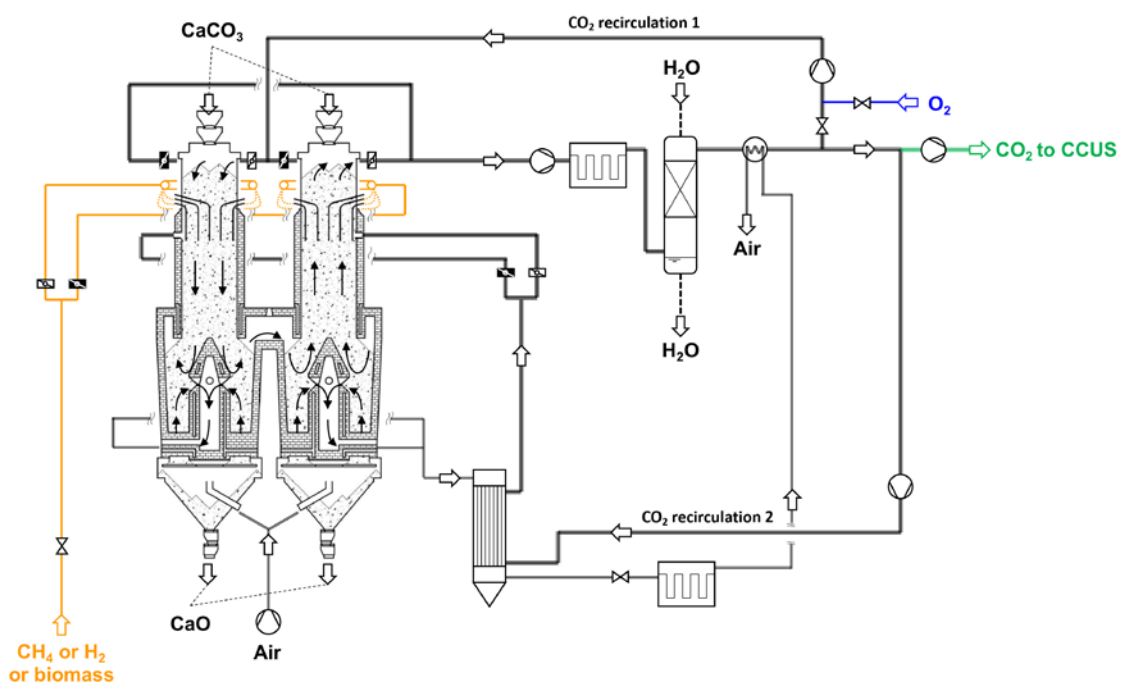 CaCO₃
CO₂ recirculation 1
H₂O
O₂
CO₂ to CCUS
Air
H₂O
CO₂ recirculation 2
CaO
Air
CH₄ or H₂
or biomass